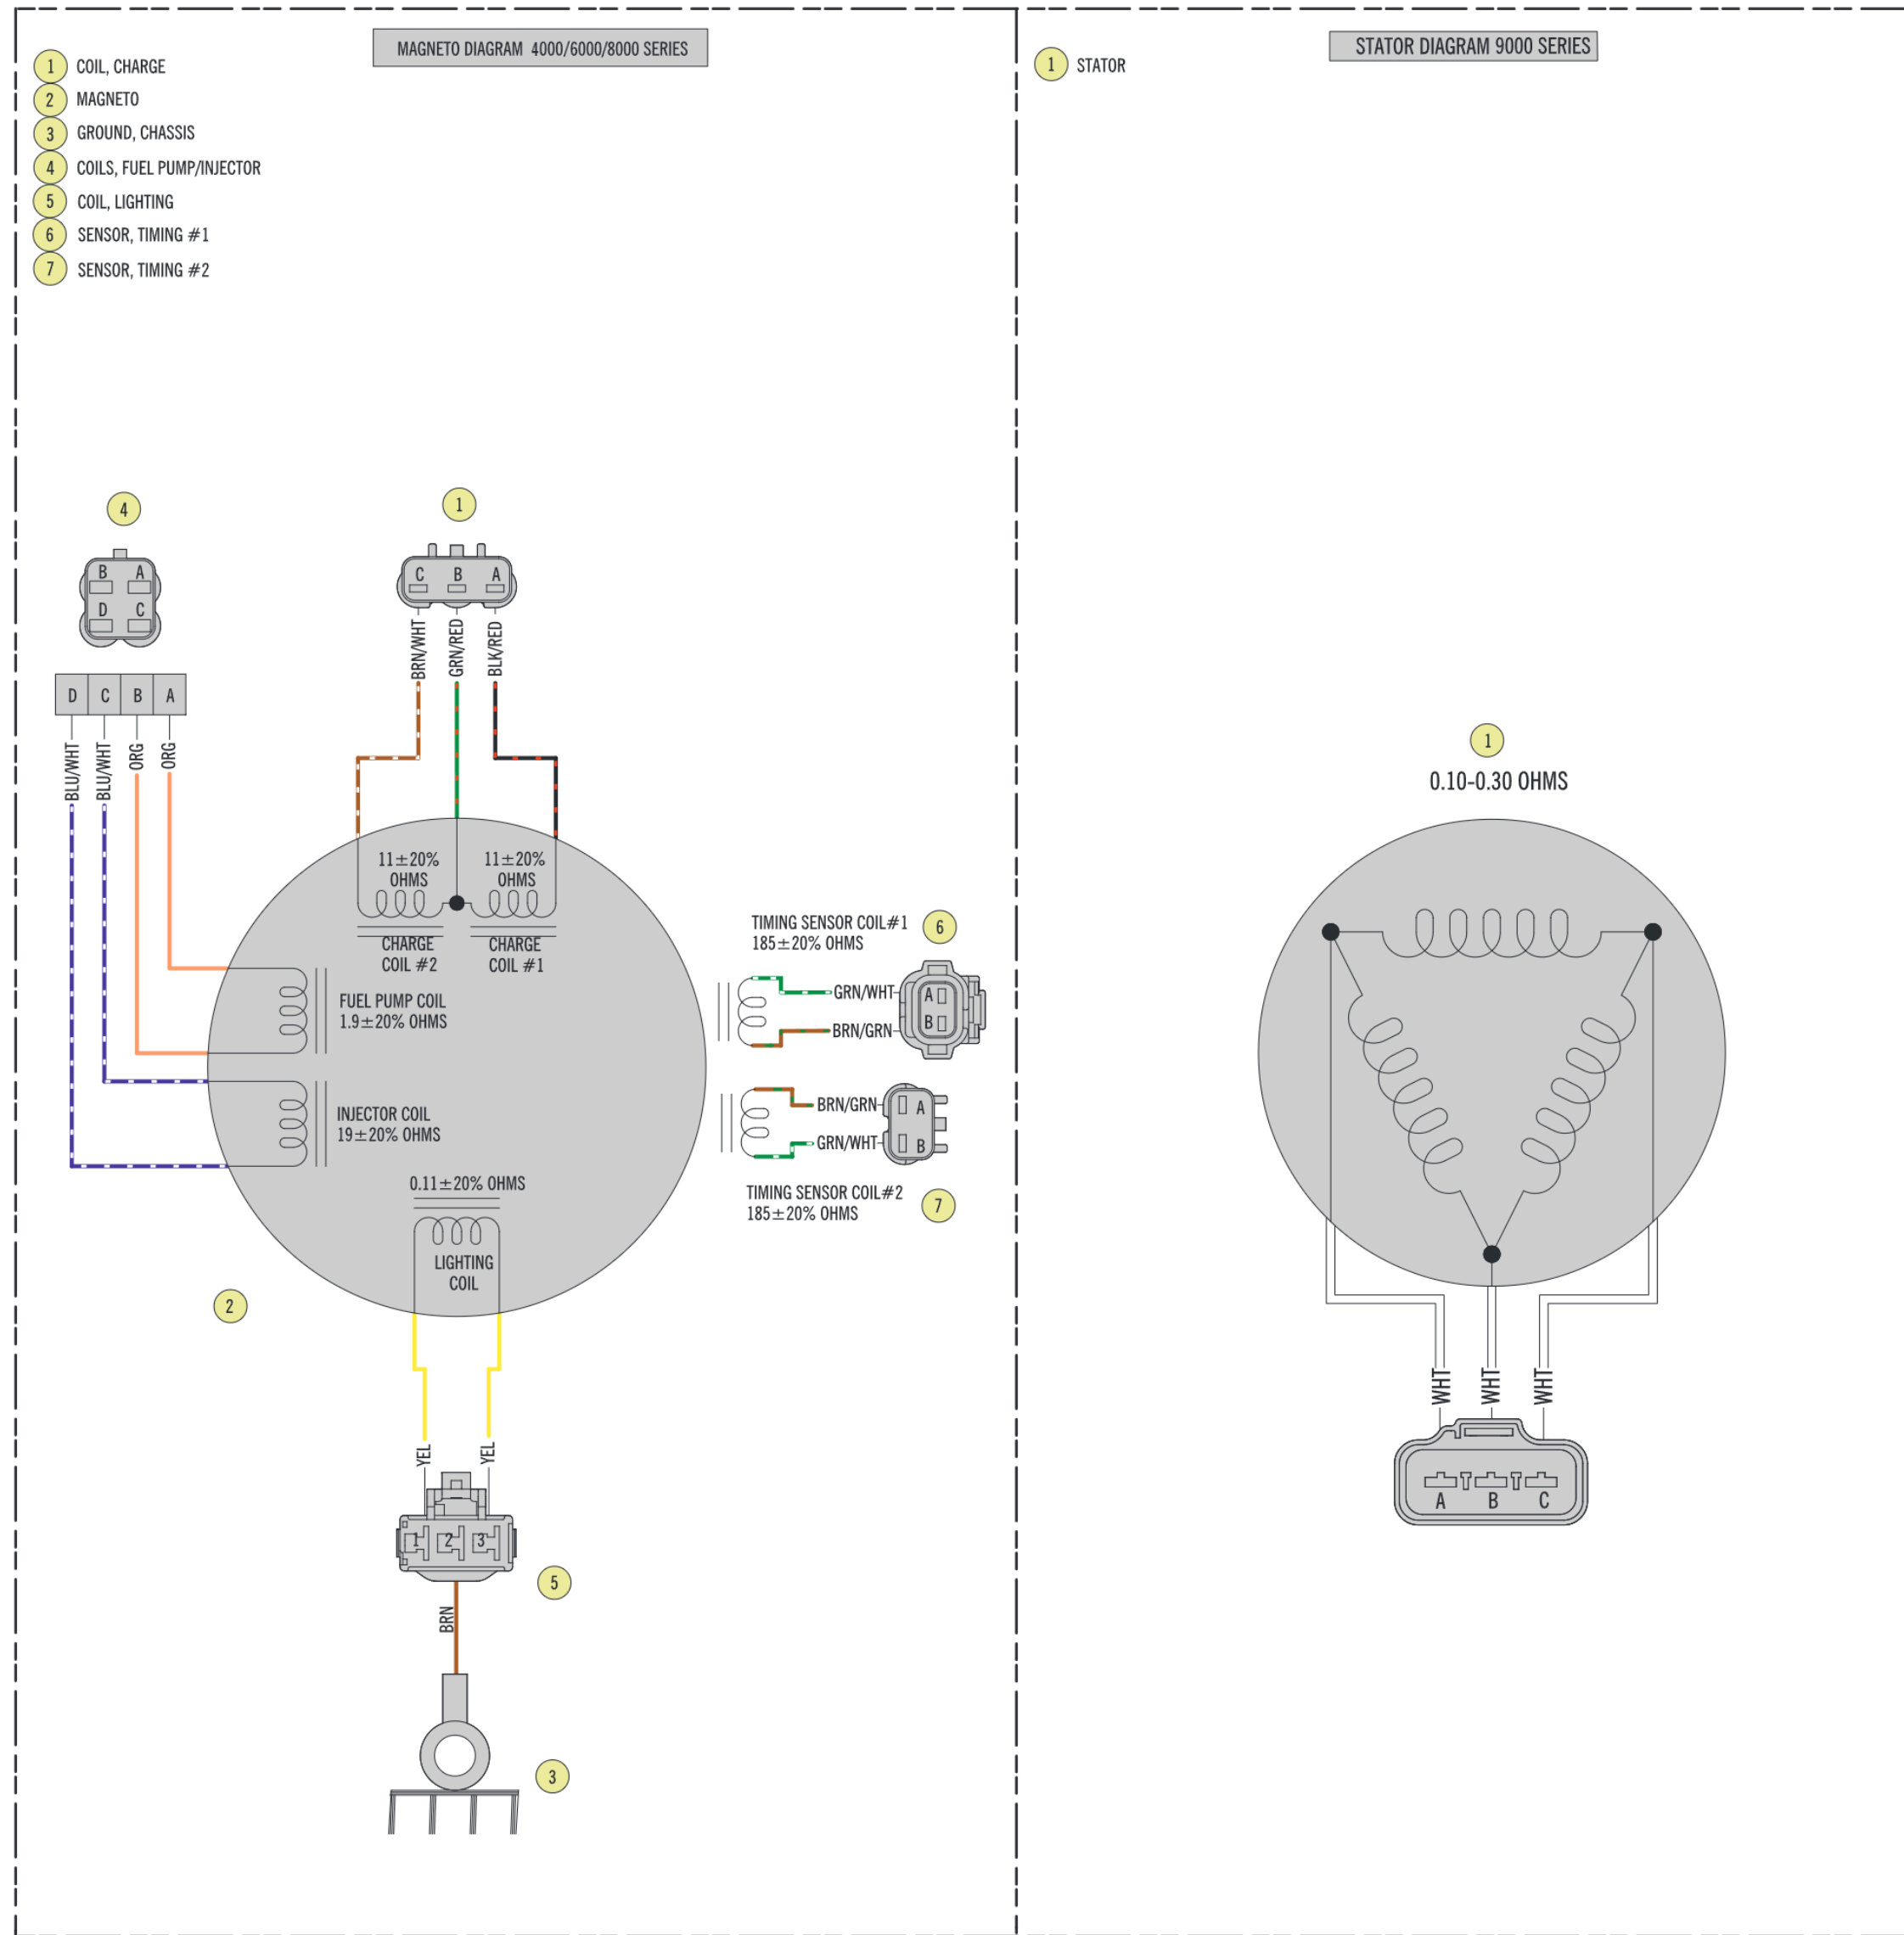 MAGNETO DIAGRAM 4000/6000/8000 SERIES
1 COIL, CHARGE
2 MAGNETO
3 GROUND, CHASSIS
4 COILS, FUEL PUMP/INJECTOR
5 COIL, LIGHTING
6 SENSOR, TIMING #1
7 SENSOR, TIMING #2
4
B A
D C
D C B A
BLU/WHT
BLU/WHT
ORG
ORG
1
C B A
BRN/WHT
GRN/RED
BLK/RED
11±20%
OHMS
11±20%
OHMS
CHARGE
COIL #2
CHARGE
COIL #1
FUEL PUMP COIL
1.9±20% OHMS
INJECTOR COIL
19±20% OHMS
0.11±20% OHMS
LIGHTING
COIL
2
TIMING SENSOR COIL#1
185±20% OHMS
6
GRN/WHT
BRN/GRN
A
B
BRN/GRN
GRN/WHT
A
B
TIMING SENSOR COIL#2
185±20% OHMS
7
YEL
YEL
1 2 3
5
BRN
3
STATOR DIAGRAM 9000 SERIES
1 STATOR
1
0.10-0.30 OHMS
WHT
WHT
WHT
A B C